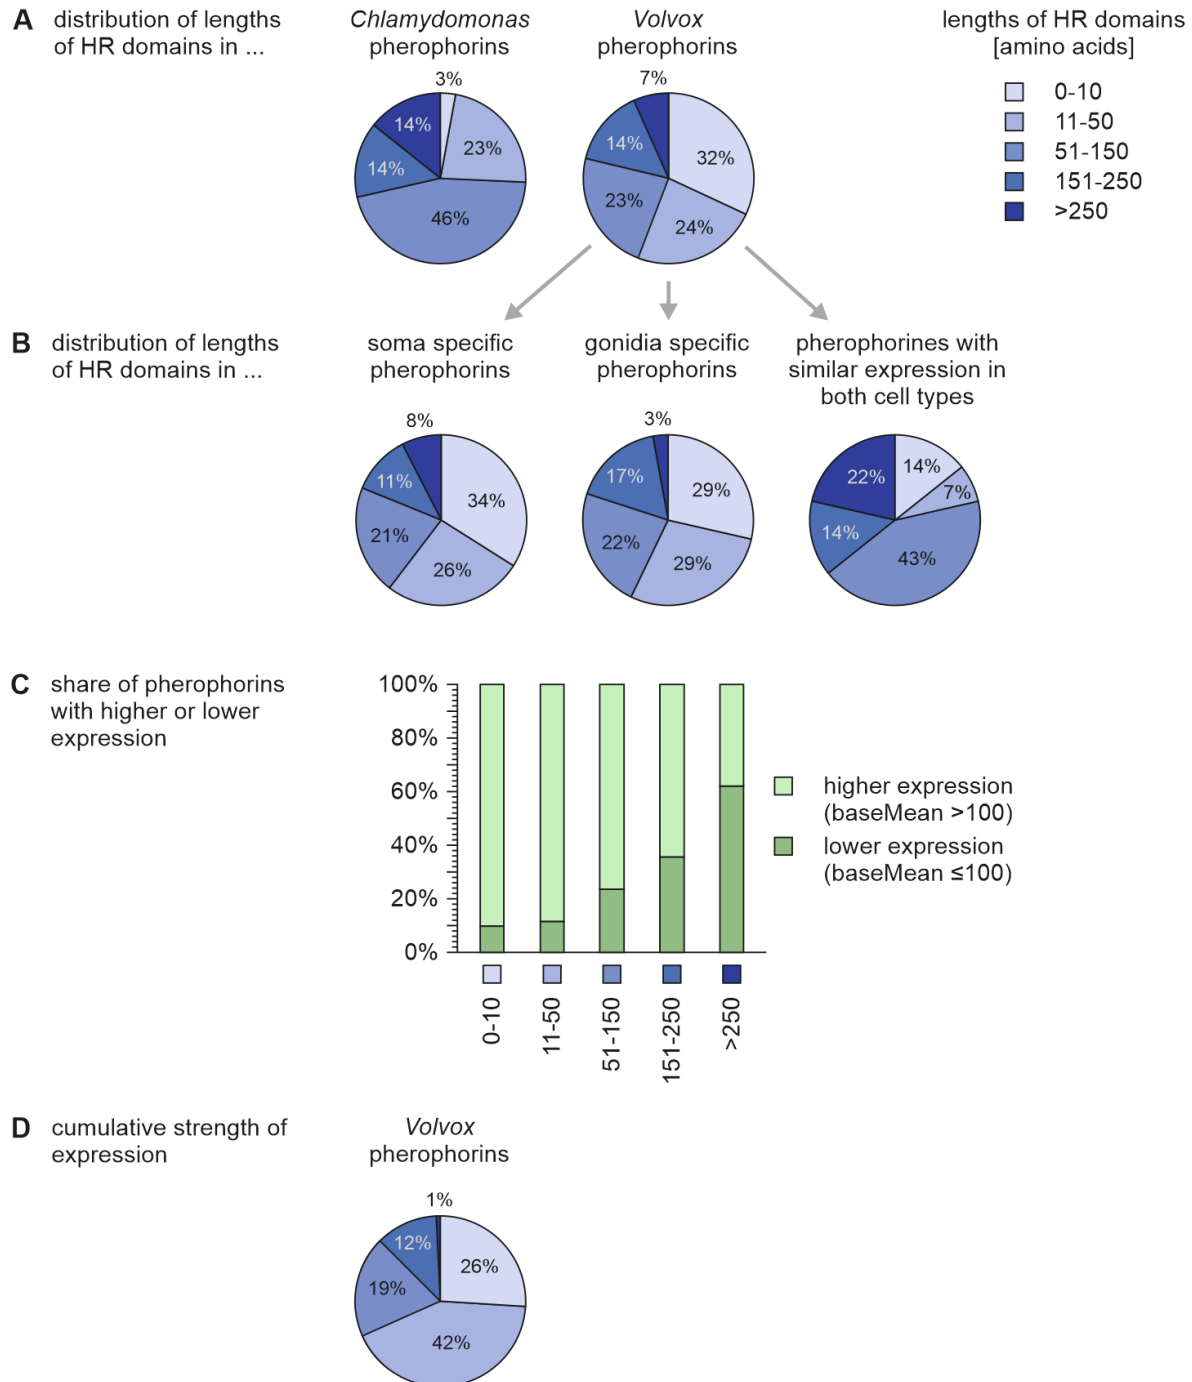 A distribution of lengths
of HR domains in ...
Chlamydomonas
pherophorins
Volvox
pherophorins
lengths of HR domains
[amino acids]
0-10
11-50
51-150
151-250
>250
3%
23%
46%
14%
14%
7%
32%
24%
23%
14%
B distribution of lengths
of HR domains in ...
soma specific
pherophorins
gonidia specific
pherophorins
pherophorines with
similar expression in
both cell types
8%
34%
26%
21%
11%
3%
29%
29%
22%
17%
14%
7%
43%
14%
22%
C share of pherophorins
with higher or lower
expression
100%
80%
60%
40%
20%
0%
0-10
11-50
51-150
151-250
>250
higher expression
(baseMean >100)
lower expression
(baseMean ≤100)
D cumulative strength of
expression
Volvox
pherophorins
1%
26%
42%
19%
12%